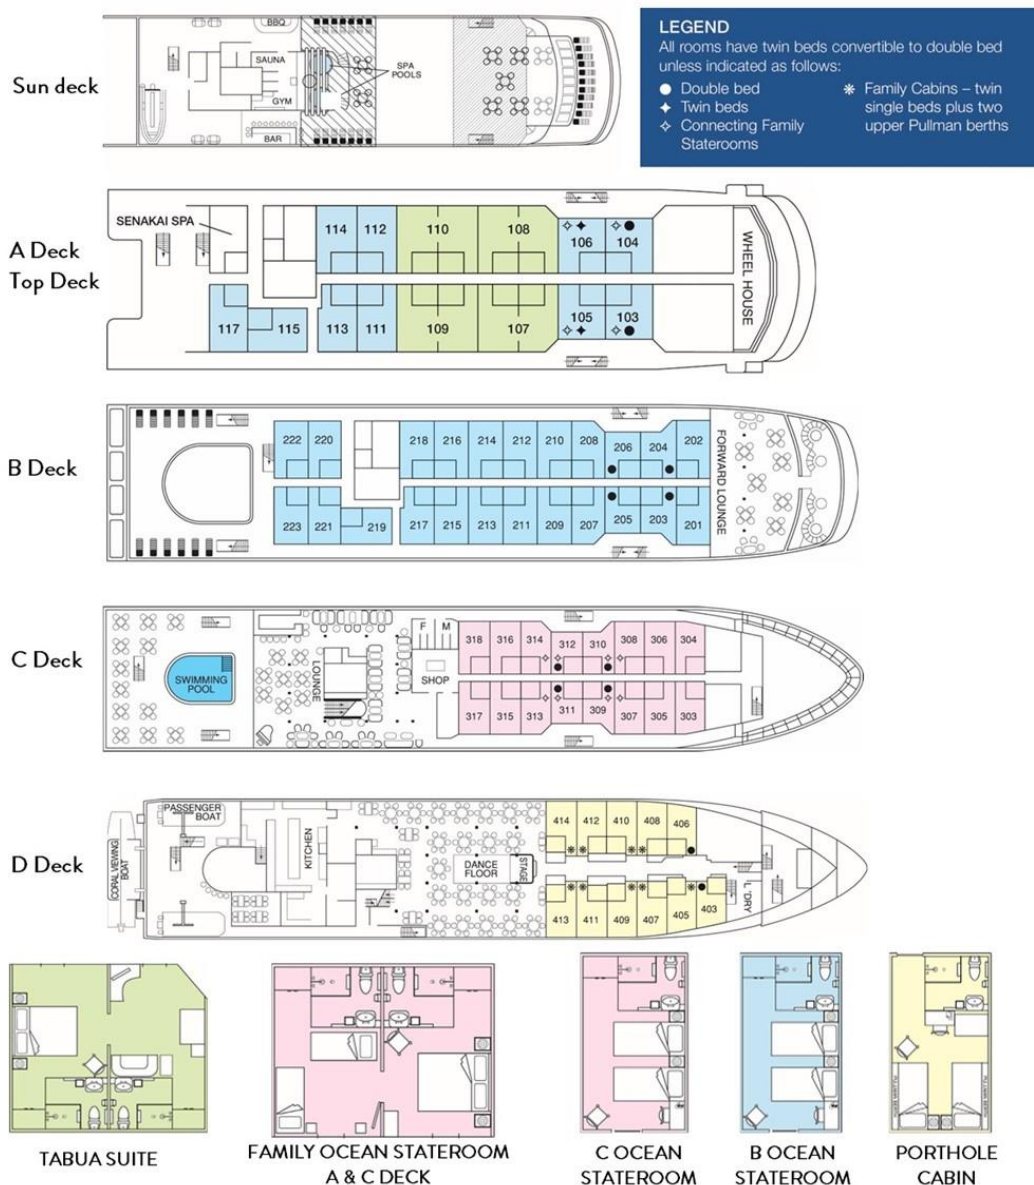 Sun deck
BBQ
SAUNA
SPA
POOLS
GYM
BAR
LEGEND
All rooms have twin beds convertible to double bed
unless indicated as follows:
Double bed
Twin beds
Connecting Family
Staterooms
Family Cabins – twin
single beds plus two
upper Pullman berths
A Deck
Top Deck
SENAKAI SPA
114 112 110 108 106 104
117 115 113 111 109 107 105 103
WHEEL HOUSE
B Deck
222 220 218 216 214 212 210 208 206 204 202
223 221 219 217 215 213 211 209 207 205 203 201
FORWARD LOUNGE
C Deck
SWIMMING
POOL
LOUNGE
F M
SHOP
318 316 314 312 310 308 306 304
317 315 313 311 309 307 305 303
D Deck
CORAL VIEWING
BOAT
PASSENGER
BOAT
KITCHEN
DANCE
FLOOR
STAGE
414 412 410 408 406
413 411 409 407 405 403
L'DRY
PULLMAN BERTH
PULLMAN BERTH
TABUA SUITE
FAMILY OCEAN STATEROOM
A & C DECK
C OCEAN
STATEROOM
B OCEAN
STATEROOM
PORTHOLE
CABIN